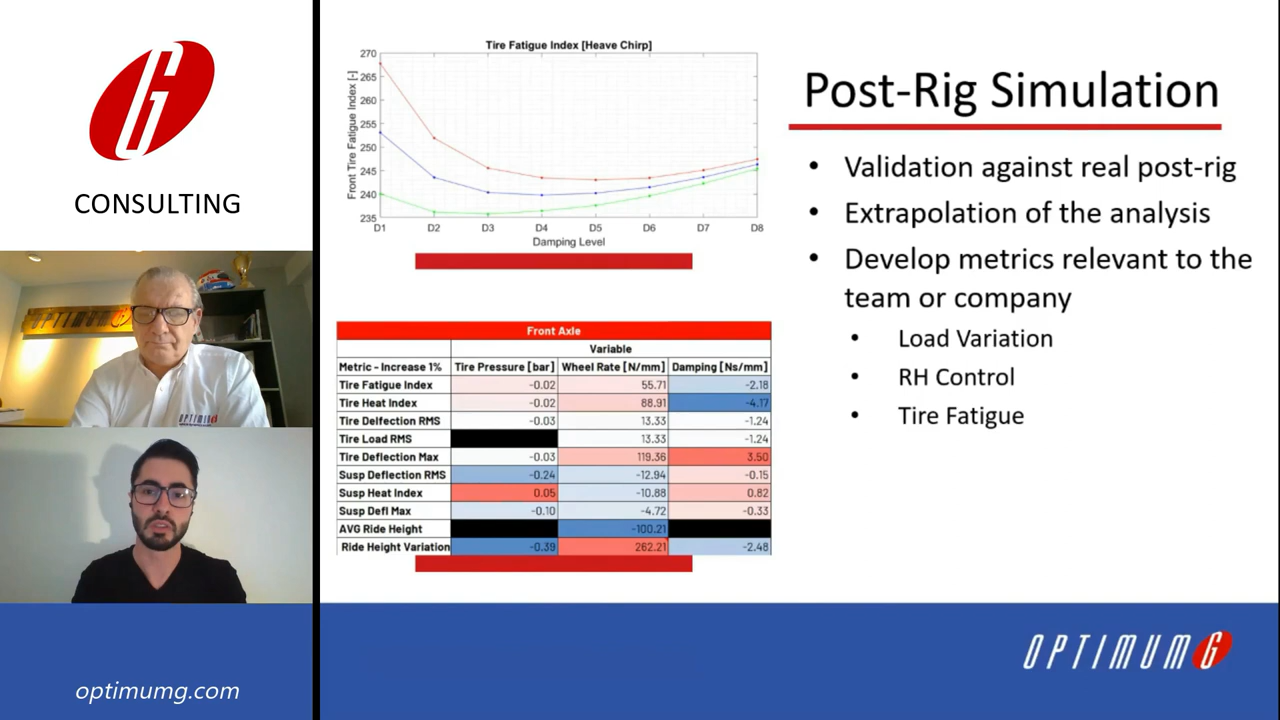 CONSULTING
OPTIMUMG
OPTIMUMG
optimumg.com
Tire Fatigue Index [Heave Chirp]
Front Tire Fatigue Index [-]
270
265
260
255
250
245
240
235
D1 D2 D3 D4 D5 D6 D7 D8
Damping Level
Front Axle
Variable
Metric - Increase 1% Tire Pressure [bar] Wheel Rate [N/mm] Damping [Ns/mm]
Tire Fatigue Index -0.02 55.71 -2.18
Tire Heat Index -0.02 88.91 -4.17
Tire Delfection RMS -0.03 13.33 -1.24
Tire Load RMS 13.33 -1.24
Tire Deflection Max -0.03 119.36 3.50
Susp Deflection RMS -0.24 -12.94 -0.15
Susp Heat Index 0.05 -10.88 0.82
Susp Defl Max -0.10 -4.72 -0.33
AVG Ride Height -100.21
Ride Height Variation -0.39 262.21 -2.48
Post-Rig Simulation
• Validation against real post-rig
• Extrapolation of the analysis
• Develop metrics relevant to the
team or company
• Load Variation
• RH Control
• Tire Fatigue
OPTIMUMG